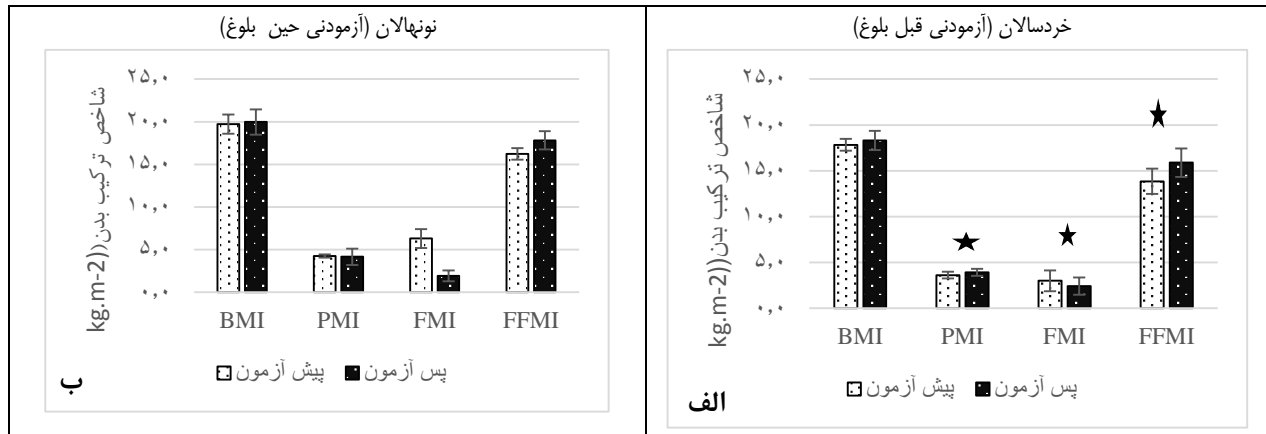 خردسالان (آزمودنی قبل بلوغ)
شاخص ترکیب بدن((kg.m-2
۲۵,۰
۲۰,۰
۱۵,۰
۱۰,۰
۵,۰
۰,۰
BMI PMI FMI FFMI
پیش آزمون پس آزمون
الف
نونهالان (آزمودنی حین بلوغ)
شاخص ترکیب بدن((kg.m-2
۲۵,۰
۲۰,۰
۱۵,۰
۱۰,۰
۵,۰
۰,۰
BMI PMI FMI FFMI
پیش آزمون پس آزمون
ب